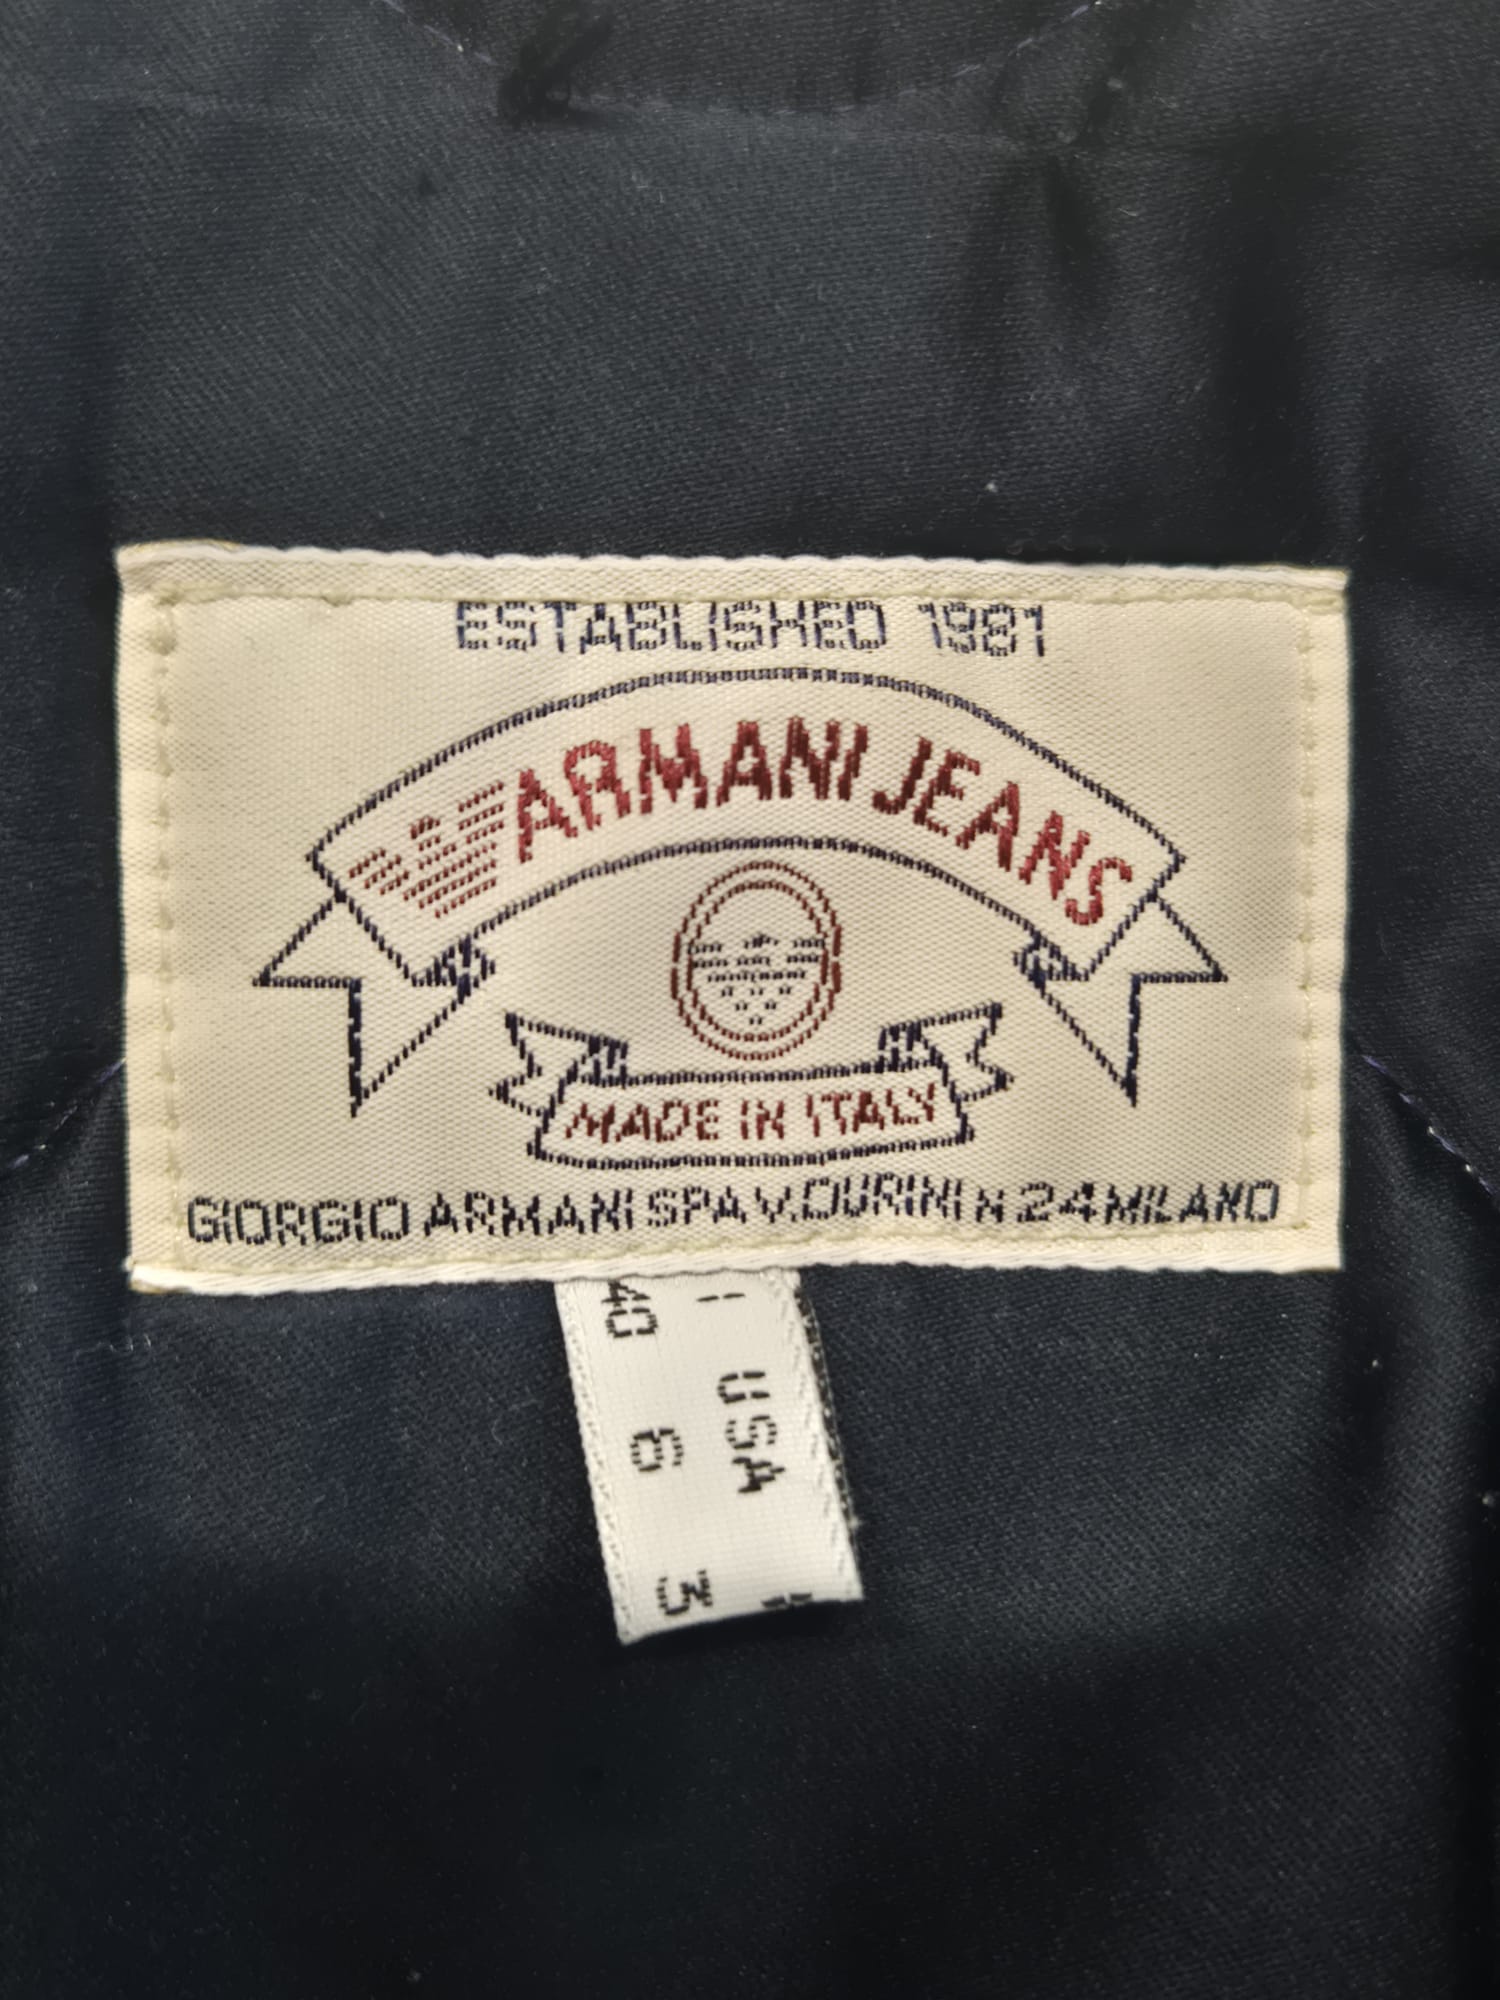 ESTABLISHED 1981
ARMANI JEANS
MADE IN ITALY
GIORGIO ARMANI SPA V.DURINI N 24 MILANO
I USA
40 6